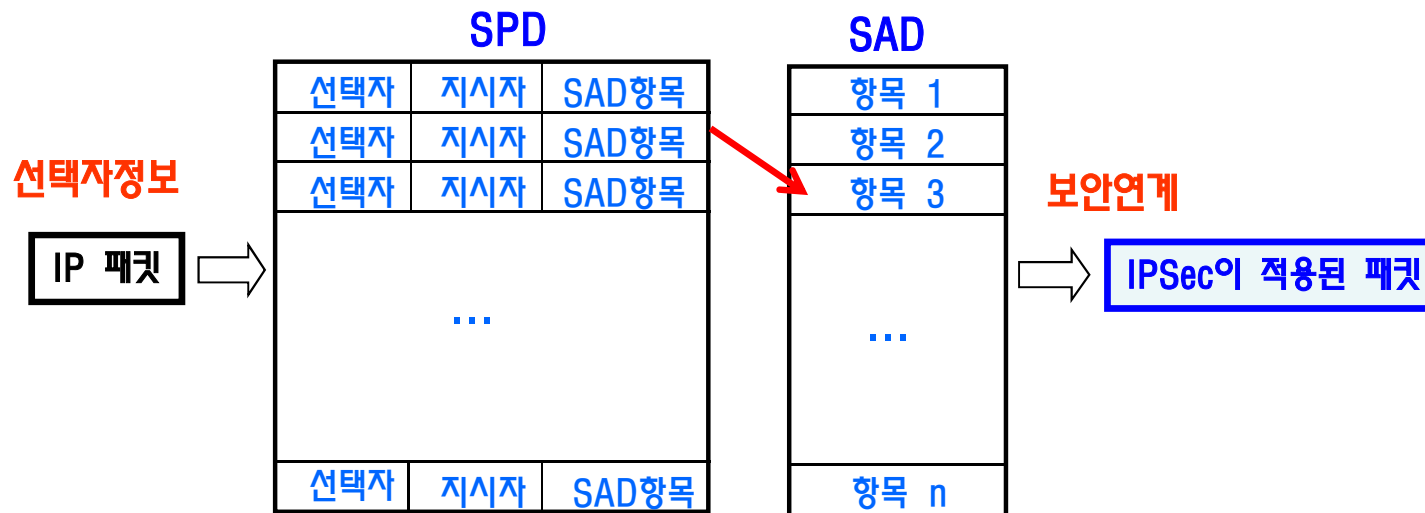 SPD
SAD
선택자 지시자 SAD항목
선택자 지시자 SAD항목
선택자 지시자 SAD항목
...
선택자 지시자 SAD항목
항목 1
항목 2
항목 3
...
항목 n
선택자정보
IP 패킷
보안연계
IPSec이 적용된 패킷